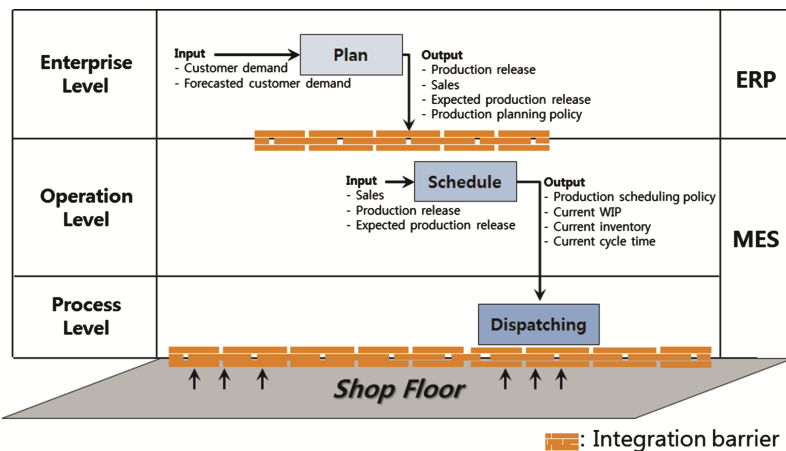 Enterprise
Level
Input
- Customer demand
- Forecasted customer demand
Plan
Output
- Production release
- Sales
- Expected production release
- Production planning policy
ERP
Operation
Level
Input
- Sales
- Production release
- Expected production release
Schedule
Output
- Production scheduling policy
- Current WIP
- Current inventory
- Current cycle time
MES
Process
Level
Dispatching
Shop Floor
: Integration barrier